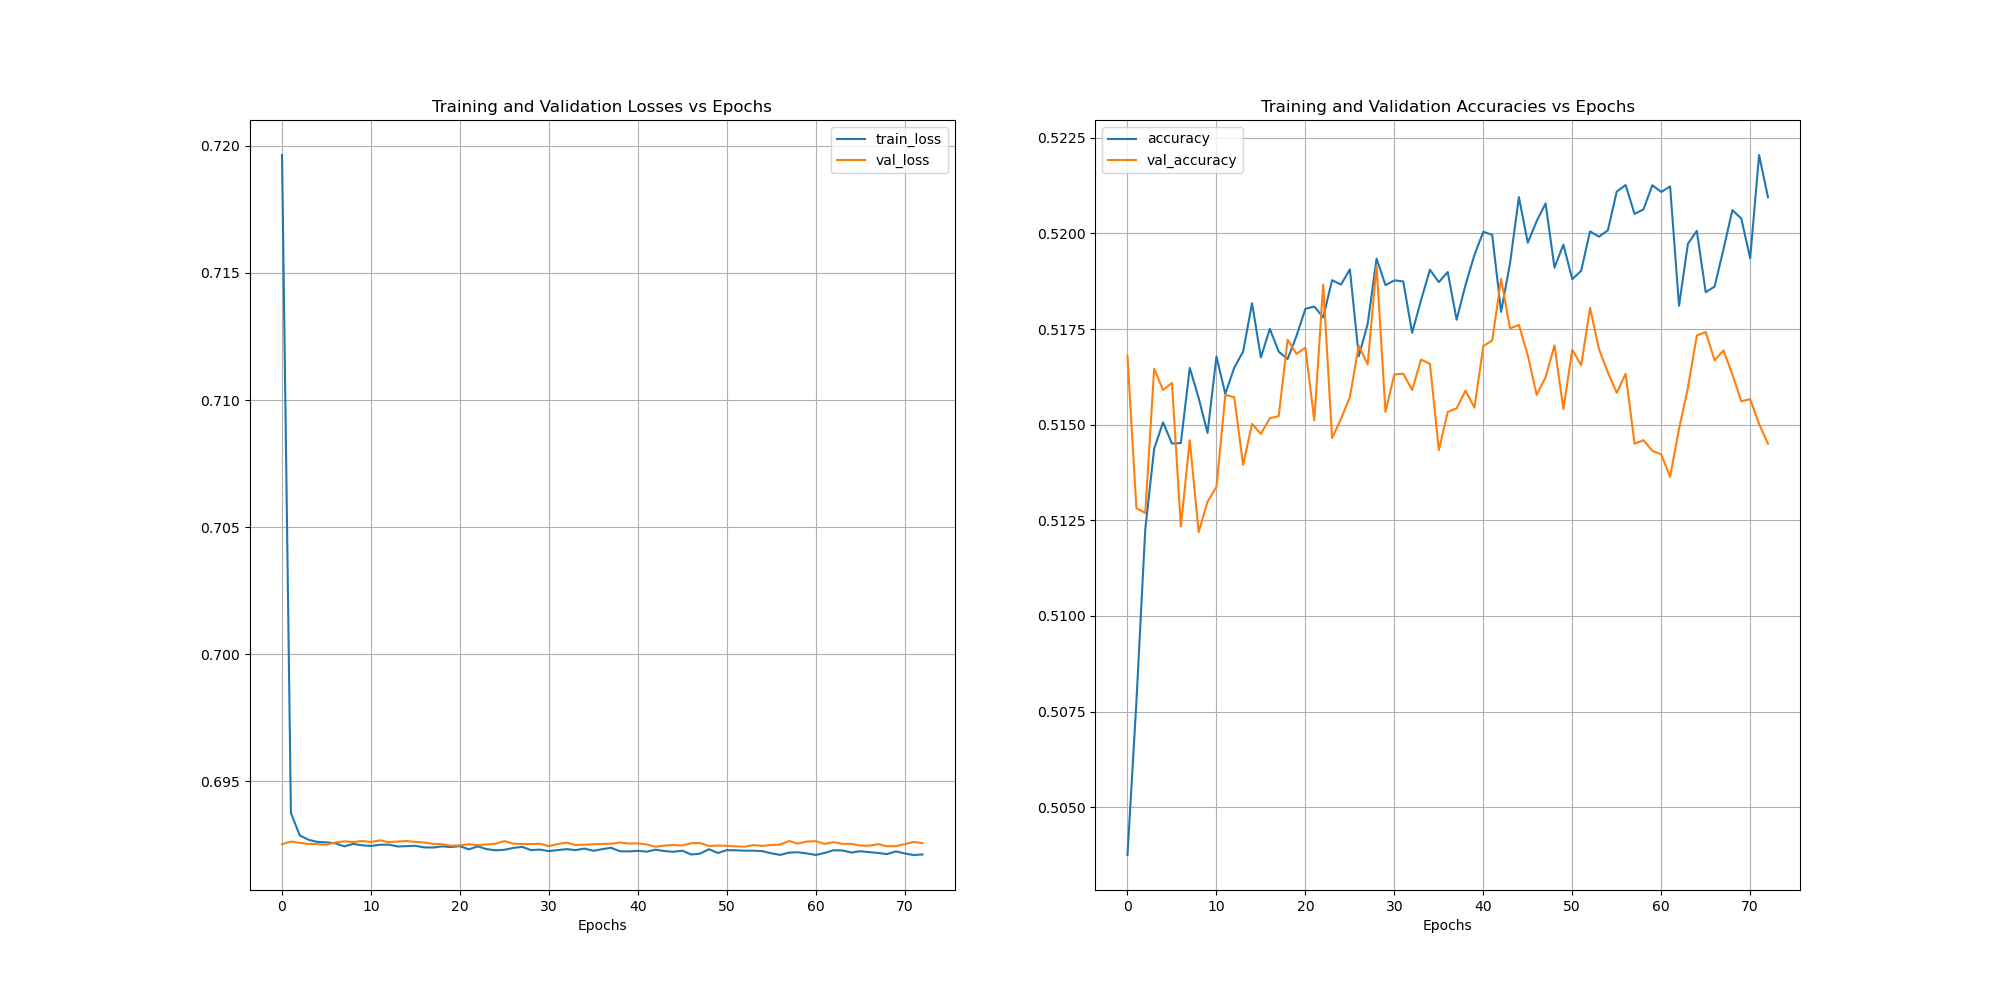 Training and Validation Losses vs Epochs
train_loss
val_loss
0.720
0.715
0.710
0.705
0.700
0.695
0 10 20 30 40 50 60 70
Epochs
Training and Validation Accuracies vs Epochs
accuracy
val_accuracy
0.5225
0.5200
0.5175
0.5150
0.5125
0.5100
0.5075
0.5050
0 10 20 30 40 50 60 70
Epochs